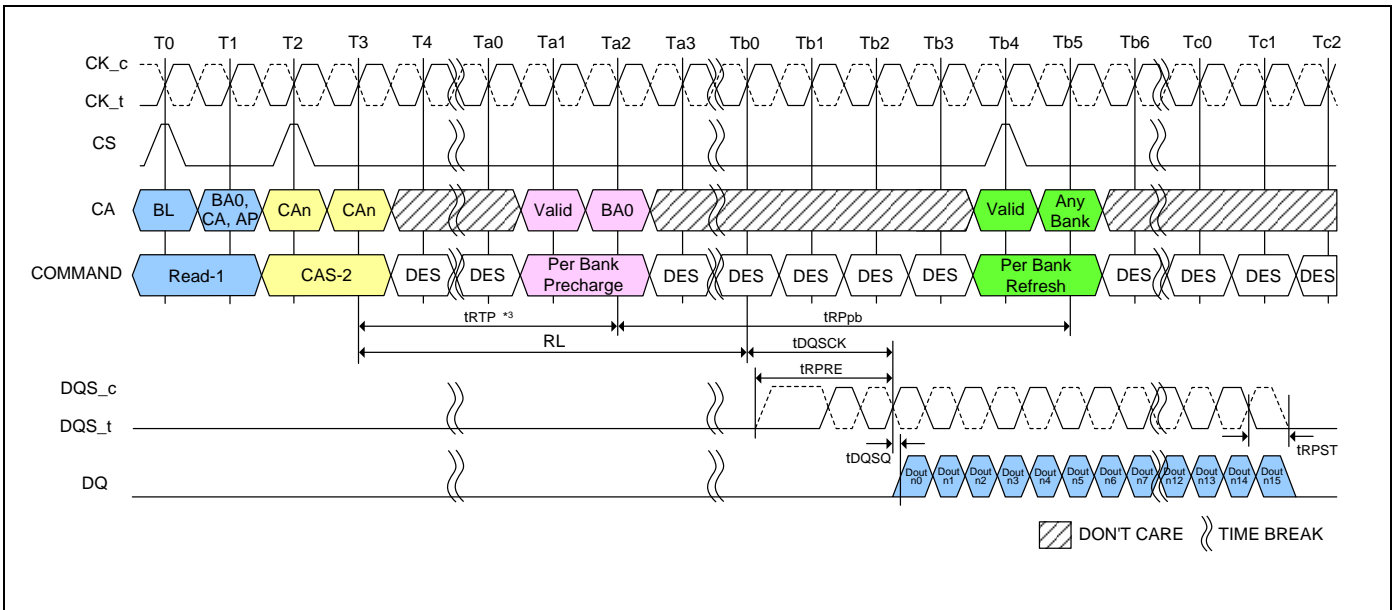 T0 T1 T2 T3 T4 Ta0 Ta1 Ta2 Ta3 Tb0 Tb1 Tb2 Tb3 Tb4 Tb5 Tb6 Tc0 Tc1 Tc2
CK_c
CK_t
CS
CA
BL
BA0,
CA, AP
CAn
CAn
Valid
BA0
Valid
Any
Bank
COMMAND
Read-1
CAS-2
DES
DES
Per Bank
Precharge
DES
DES
DES
DES
DES
Per Bank
Refresh
DES
DES
DES
DES
tRTP *3
tRPpb
RL
tDQSCK
tRPRE
DQS_c
DQS_t
tDQSQ
tRPST
DQ
Dout
n0
Dout
n1
Dout
n2
Dout
n3
Dout
n4
Dout
n5
Dout
n6
Dout
n7
Dout
n12
Dout
n13
Dout
n14
Dout
n15
DON'T CARE
TIME BREAK